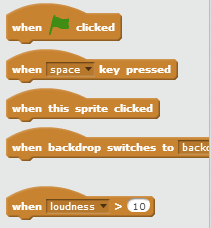 when clicked
when space key pressed
when this sprite clicked
when backdrop switches to
when loudness > 10